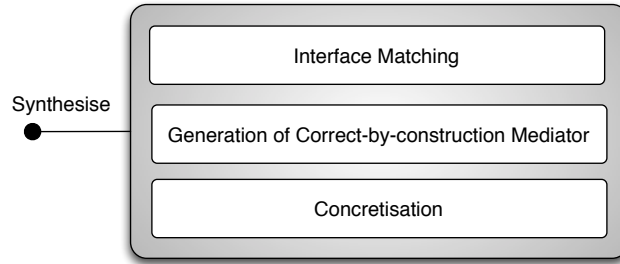 Interface Matching
Synthesise
Generation of Correct-by-construction Mediator
Concretisation